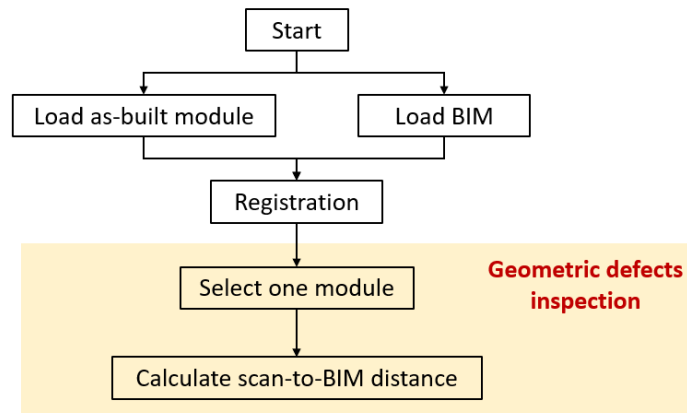 Start
Load as-built module
Load BIM
Registration
Select one module
Geometric defects
inspection
Calculate scan-to-BIM distance